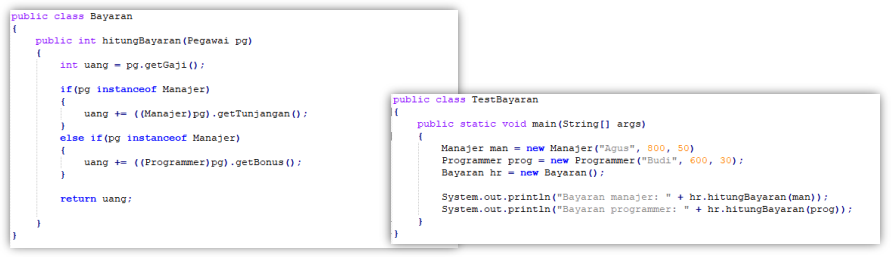 public class Bayaran
{
    public int hitungBayaran(Pegawai pg)
    {
        int uang = pg.getGaji();
        if(pg instanceof Manajer)
        {
            uang += ((Manajer)pg).getTunjangan();
        }
        else if(pg instanceof Manajer)
        {
            uang += ((Programmer)pg).getBonus();
        }
        return uang;
    }
}
public class TestBayaran
{
    public static void main(String[] args)
    {
        Manajer man = new Manajer("Agus", 800, 50)
        Programmer prog = new Programmer("Budi", 600, 30);
        Bayaran hr = new Bayaran();
        System.out.println("Bayaran manajer: " + hr.hitungBayaran(man));
        System.out.println("Bayaran programmer: " + hr.hitungBayaran(prog));
    }
}